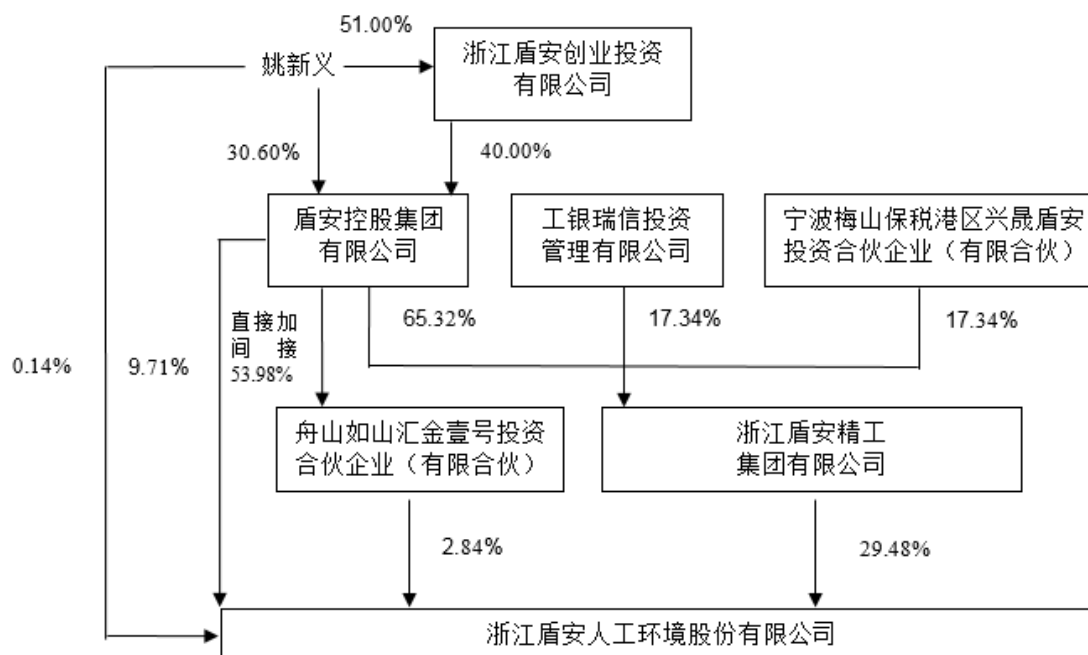 51.00%
姚新义
浙江盾安创业投资
有限公司
30.60%
40.00%
盾安控股集团
有限公司
工银瑞信投资
管理有限公司
宁波梅山保税港区兴晟盾安
投资合伙企业（有限合伙）
0.14%
9.71%
直接加
间 接
53.98%
65.32%
17.34%
17.34%
舟山如山汇金壹号投资
合伙企业（有限合伙）
浙江盾安精工
集团有限公司
2.84%
29.48%
浙江盾安人工环境股份有限公司